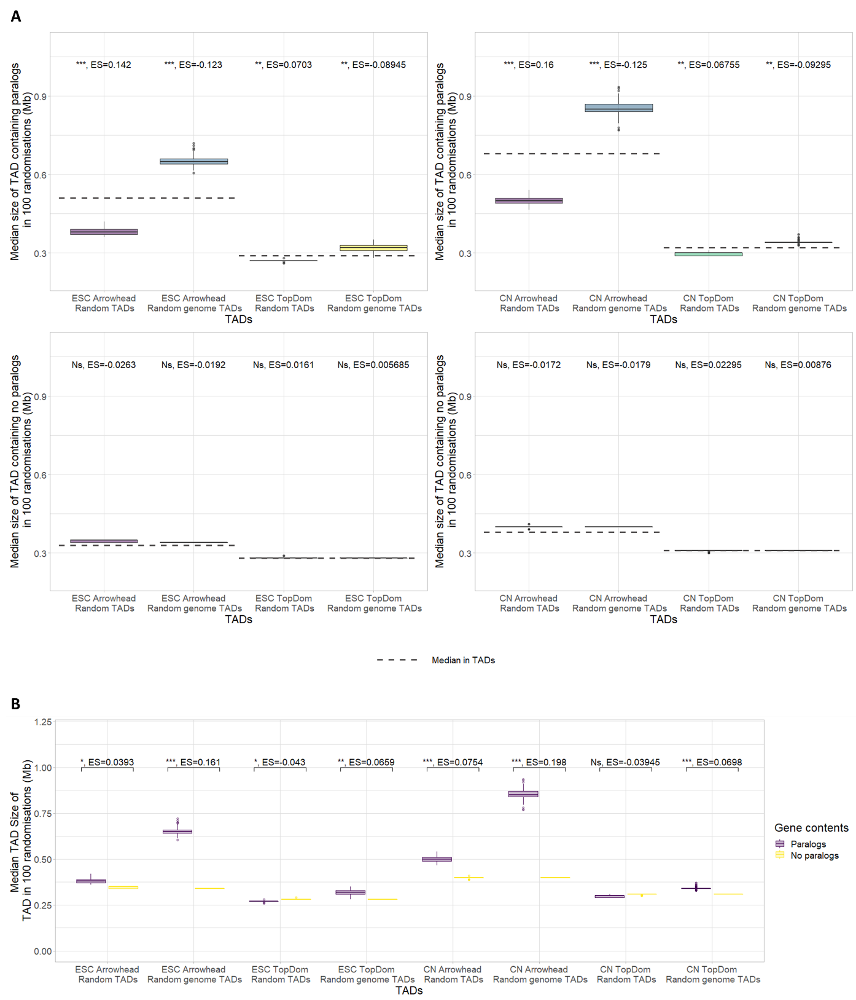 A
Median size of TAD containing paralogs
in 100 randomisations (Mb)
***, ES=0.142
***, ES=-0.123
**, ES=0.0703
**, ES=-0.08945
0.9
0.6
0.3
ESC Arrowhead
Random TADs
ESC Arrowhead
Random genome TADs
ESC TopDom
Random TADs
ESC TopDom
Random genome TADs
TADs
Median size of TAD containing paralogs
in 100 randomisations (Mb)
***, ES=0.16
***, ES=-0.125
**, ES=0.06755
**, ES=-0.09295
0.9
0.6
0.3
CN Arrowhead
Random TADs
CN Arrowhead
Random genome TADs
CN TopDom
Random TADs
CN TopDom
Random genome TADs
TADs
Median size of TAD containing no paralogs
in 100 randomisations (Mb)
Ns, ES=-0.0263
Ns, ES=-0.0192
Ns, ES=0.0161
Ns, ES=0.005685
0.9
0.6
0.3
ESC Arrowhead
Random TADs
ESC Arrowhead
Random genome TADs
ESC TopDom
Random TADs
ESC TopDom
Random genome TADs
TADs
Median size of TAD containing no paralogs
in 100 randomisations (Mb)
Ns, ES=-0.0172
Ns, ES=-0.0179
Ns, ES=0.02295
Ns, ES=0.00876
0.9
0.6
0.3
CN Arrowhead
Random TADs
CN Arrowhead
Random genome TADs
CN TopDom
Random TADs
CN TopDom
Random genome TADs
TADs
Median in TADs
B
Median TAD Size of
TAD in 100 randomisations (Mb)
1.25
1.00
0.75
0.50
0.25
0.00
*, ES=0.0393
***, ES=0.161
*, ES=-0.043
**, ES=0.0659
***, ES=0.0754
***, ES=0.198
Ns, ES=-0.03945
***, ES=0.0698
ESC Arrowhead
Random TADs
ESC Arrowhead
Random genome TADs
ESC TopDom
Random TADs
ESC TopDom
Random genome TADs
CN Arrowhead
Random TADs
CN Arrowhead
Random genome TADs
CN TopDom
Random TADs
CN TopDom
Random genome TADs
TADs
Gene contents
Paralogs
No paralogs